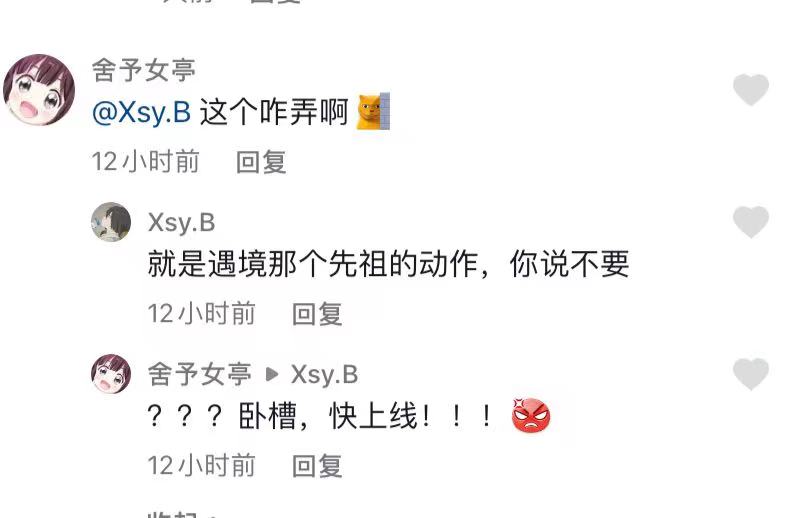 舍予女亭
@Xsy.B 这个咋弄啊
12小时前 回复
Xsy.B
就是遇境那个先祖的动作，你说不要
12小时前 回复
舍予女亭 ▶ Xsy.B
？？？卧槽，快上线！！！
12小时前 回复